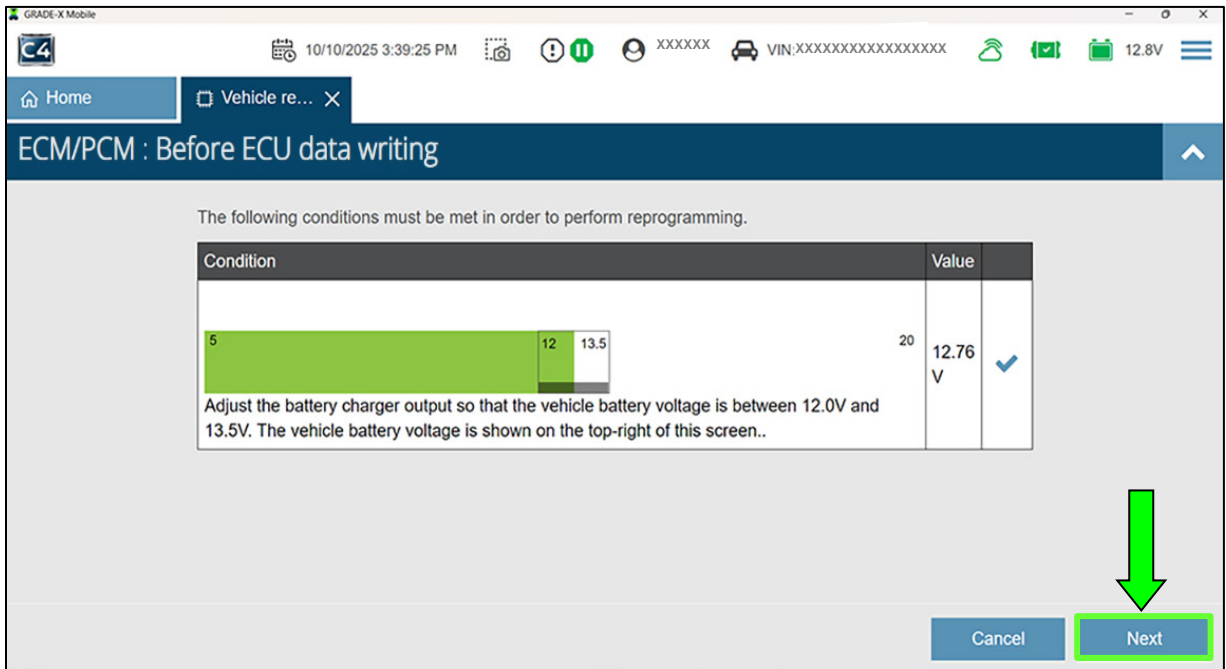 GRADE-X Mobile
C4
10/10/2025 3:39:25 PM
XXXXXX
VIN:XXXXXXXXXXXXXXXXX
12.8V
Home
Vehicle re...
ECM/PCM : Before ECU data writing
The following conditions must be met in order to perform reprogramming.
Condition
Value
5
12
13.5
20
12.76
V
Adjust the battery charger output so that the vehicle battery voltage is between 12.0V and
13.5V. The vehicle battery voltage is shown on the top-right of this screen..
Cancel
Next